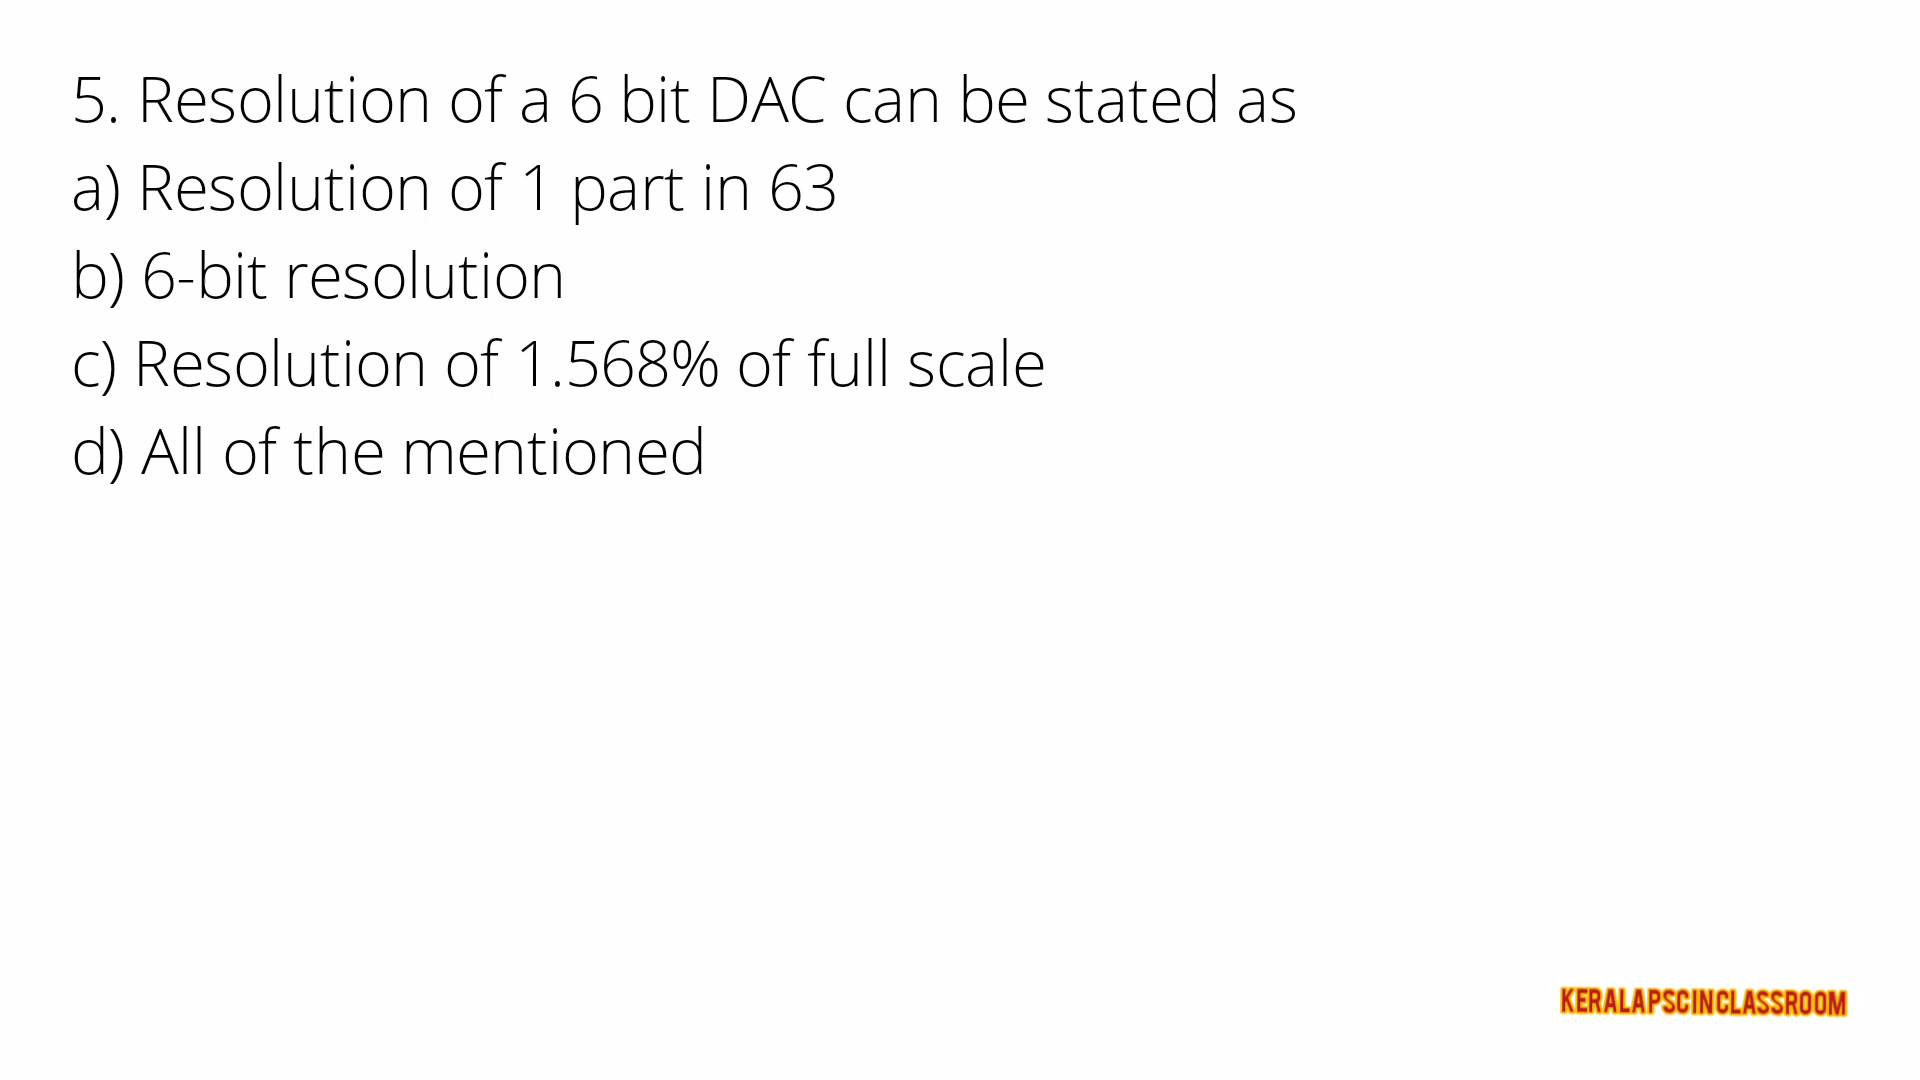 5. Resolution of a 6 bit DAC can be stated as
a) Resolution of 1 part in 63
b) 6-bit resolution
c) Resolution of 1.568% of full scale
d) All of the mentioned
KERALAPSCINCLASSROOM